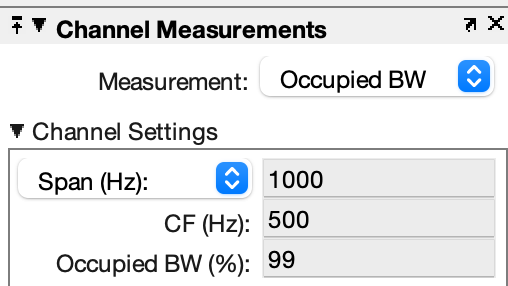 Channel Measurements
Measurement: Occupied BW
Channel Settings
Span (Hz): 1000
CF (Hz): 500
Occupied BW (%): 99